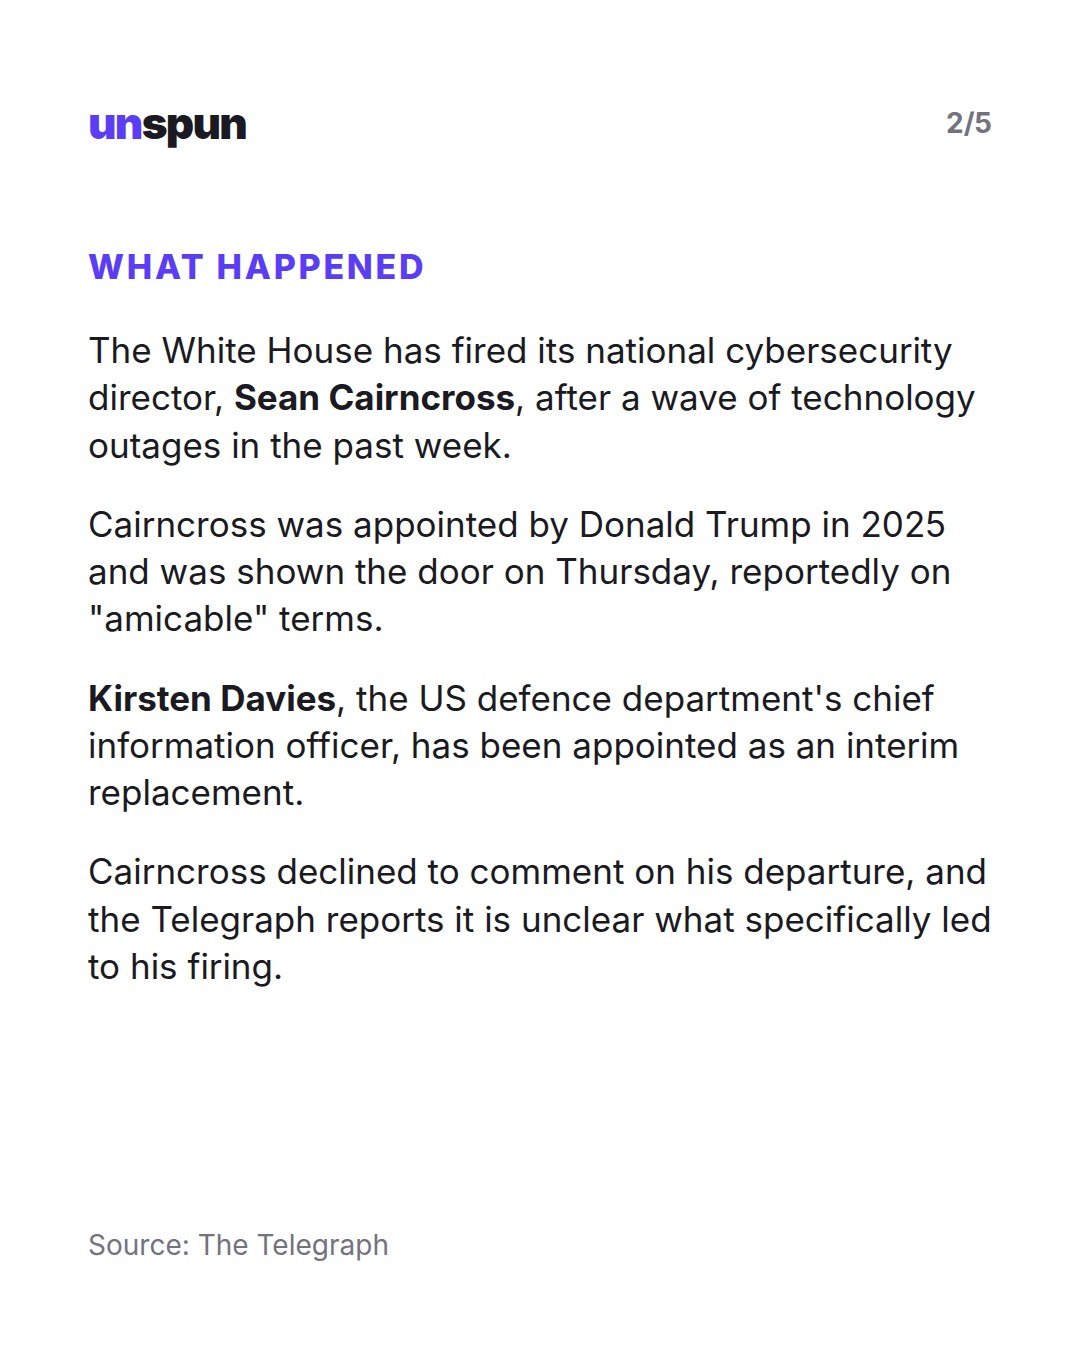 unspun
2/5
WHAT HAPPENED
The White House has fired its national cybersecurity
director, Sean Cairncross, after a wave of technology
outages in the past week.
Cairncross was appointed by Donald Trump in 2025
and was shown the door on Thursday, reportedly on
"amicable" terms.
Kirsten Davies, the US defence department's chief
information officer, has been appointed as an interim
replacement.
Cairncross declined to comment on his departure, and
the Telegraph reports it is unclear what specifically led
to his firing.
Source: The Telegraph